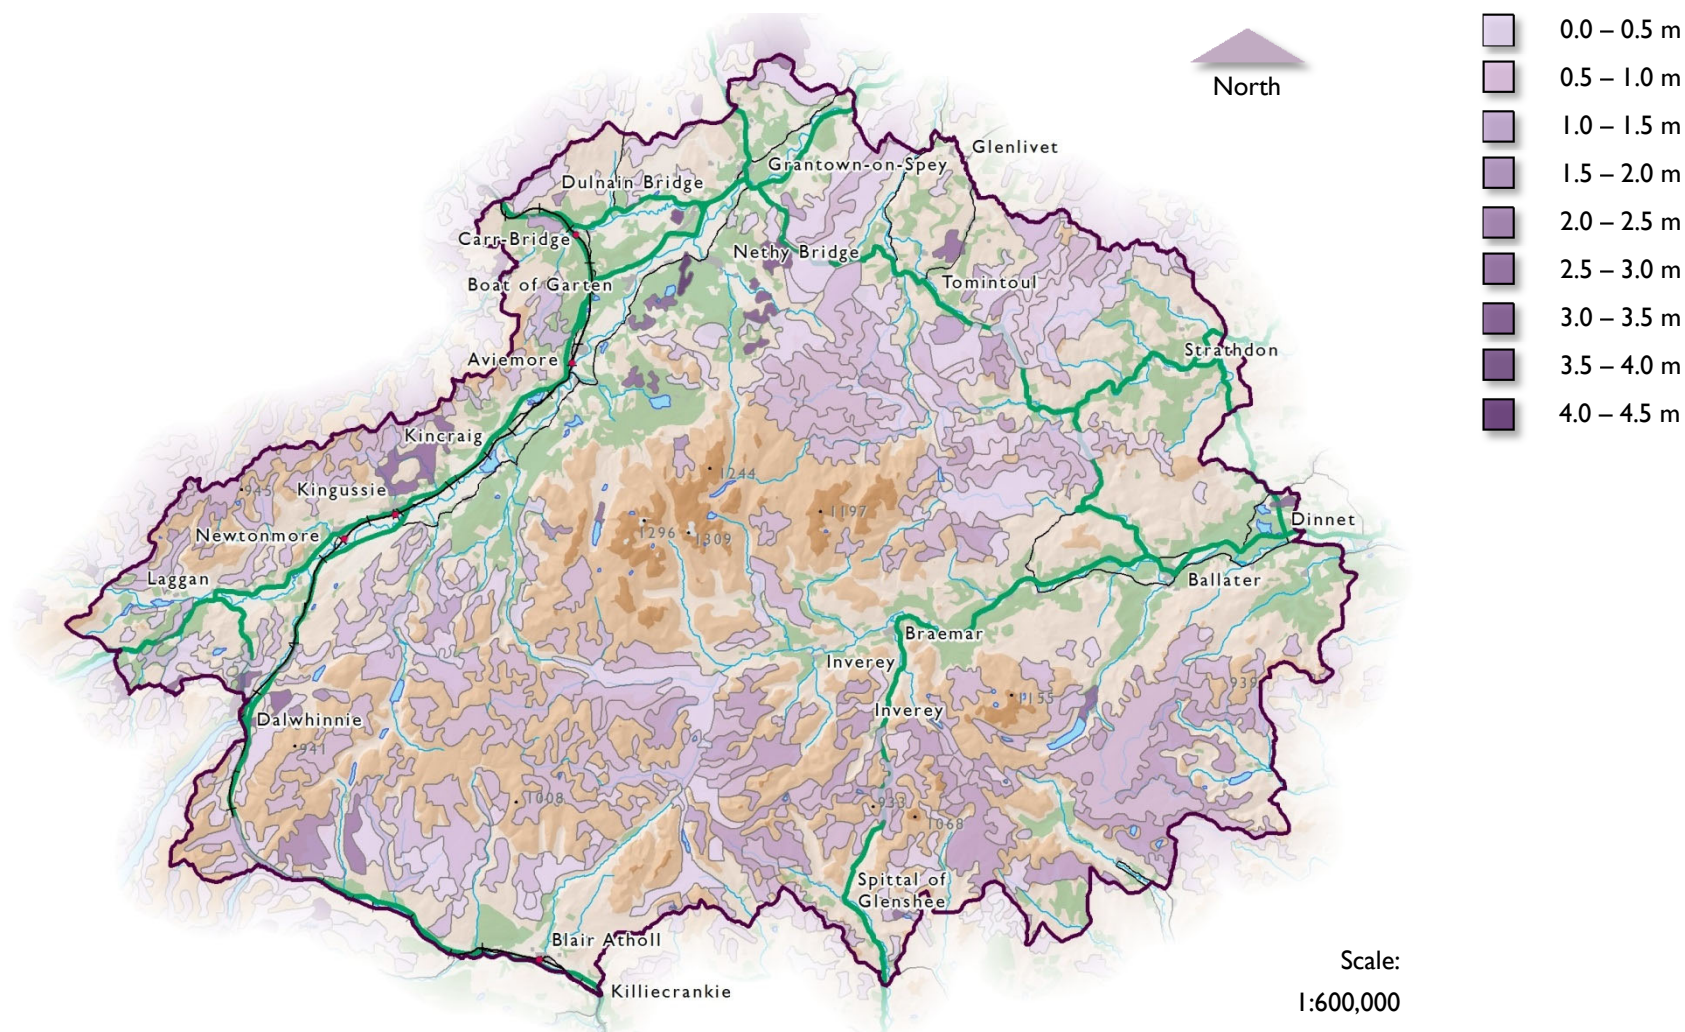 0.0 – 0.5 m
0.5 – 1.0 m
1.0 – 1.5 m
1.5 – 2.0 m
2.0 – 2.5 m
2.5 – 3.0 m
3.0 – 3.5 m
3.5 – 4.0 m
4.0 – 4.5 m
North
Glenlivet
Grantown-on-Spey
Dulnain Bridge
Carr-Bridge
Nethy Bridge
Boat of Garten
Tomintoul
Strathdon
Aviemore
Kincraig
1244
Kingussie
945
1197
Dinnet
Newtonmore
1296
1309
Laggan
Ballater
Braemar
Inverey
939
1155
Inverey
Dalwhinnie
941
1008
933
1068
Spittal of
Glenshee
Blair Atholl
Killiecrankie
Scale:
1:600,000